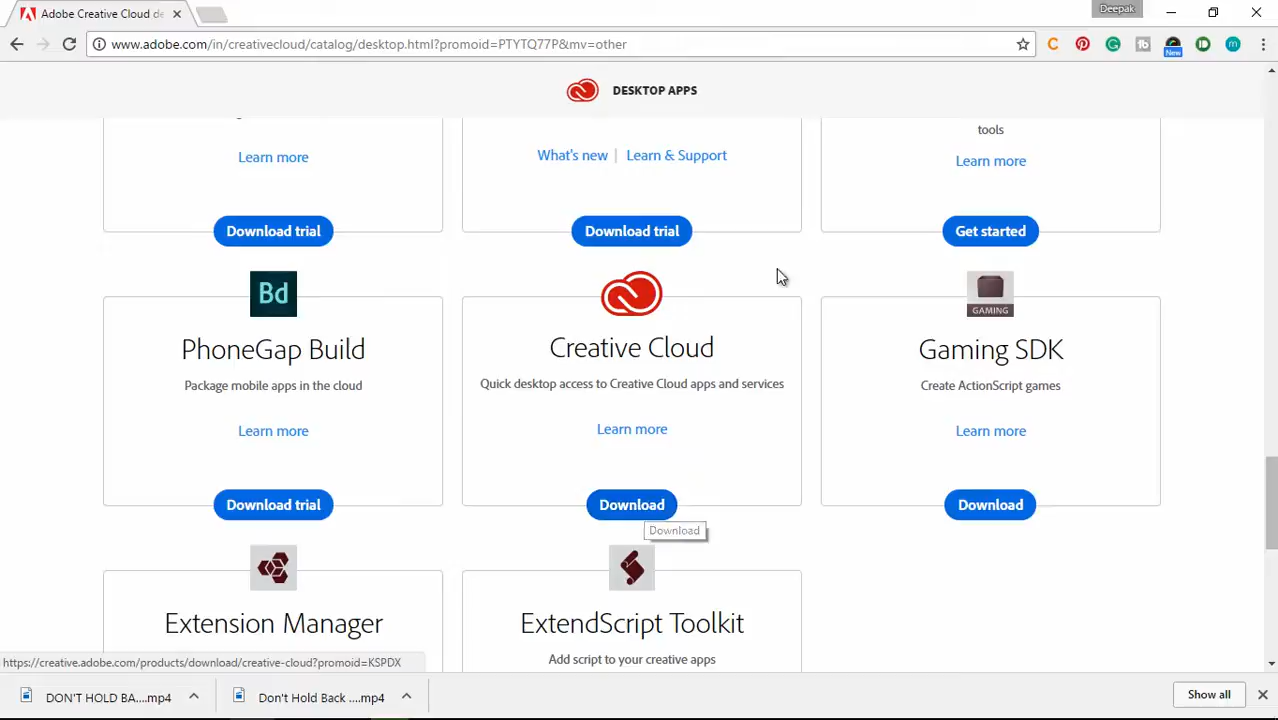 Adobe Creative Cloud de
Deepak
www.adobe.com/in/creativecloud/catalog/desktop.html?promoid=PTYTQ77P&mv=other
New
DESKTOP APPS
tools
Learn more
What's new | Learn & Support
Learn more
Download trial
Download trial
Get started
Bd
GAMING
PhoneGap Build
Creative Cloud
Gaming SDK
Package mobile apps in the cloud
Quick desktop access to Creative Cloud apps and services
Create ActionScript games
Learn more
Learn more
Learn more
Download trial
Download
Download
Download
Extension Manager
ExtendScript Toolkit
Add script to your creative apps
https://creative.adobe.com/products/download/creative-cloud?promoid=KSPDX
DON'T HOLD BA....mp4
Don't Hold Back ....mp4
Show all